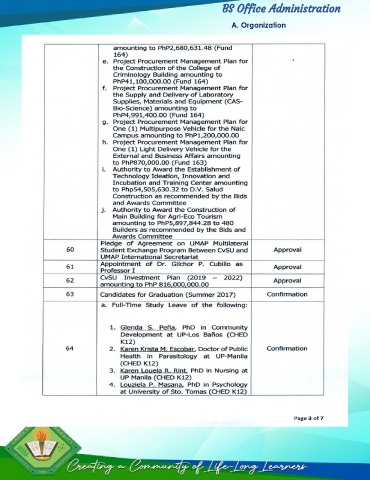 BS Office Administration
A. Organization
amounting to PhP2,680,631.48 (Fund
164)
e. Project Procurement Management Plan for
the Construction of the College of
Criminology Building amounting to
PhP41,100,000.00 (Fund 164)
f. Project Procurement Management Plan for
the Supply and Delivery of Laboratory
Supplies, Materials and Equipment (CAS-
Bio-Science) amounting to
PhP4,991,400.00 (Fund 164)
g. Project Procurement Management Plan for
One (1) Multipurpose Vehicle for the Naic
Campus amounting to PhP1,200,000.00
h. Project Procurement Management Plan for
One (1) Light Delivery Vehicle for the
External and Business Affairs amounting
to PhP870,000.00 (Fund 163)
i. Authority to Award the Establishment of
Technology Ideation, Innovation and
Incubation and Training Center amounting
to PhP54,505,630.32 to D.V. Salud
Construction as recommended by the Bids
and Awards Committee
j. Authority to Award the Construction of
Main Building for Agri-Eco Tourism
amounting to PhP5,897,844.28 to 480
Builders as recommended by the Bids and
Awards Committee
60 Pledge of Agreement on UMAP Multilateral
Student Exchange Program Between CvSU and
UMAP International Secretariat Approval
61 Appointment of Dr. Gilchor P. Cubillo as
Professor I Approval
62 CvSU Investment Plan (2019 – 2022)
amounting to PhP 816,000,000.00 Approval
63 Candidates for Graduation (Summer 2017) Confirmation
64 a. Full-Time Study Leave of the following:
1. Glenda S. Peña, PhD in Community
Development at UP-Los Baños (CHED
K12)
2. Karen Krista M. Escobar, Doctor of Public
Health in Parasitology at UP-Manila
(CHED K12)
3. Karen Louela R. Rint, PhD in Nursing at
UP Manila (CHED K12)
4. Louziela P. Masana, PhD in Psychology
at University of Sto. Tomas (CHED K12)
Confirmation
Page 3 of 7
Creating a Community of Life-Long Learners